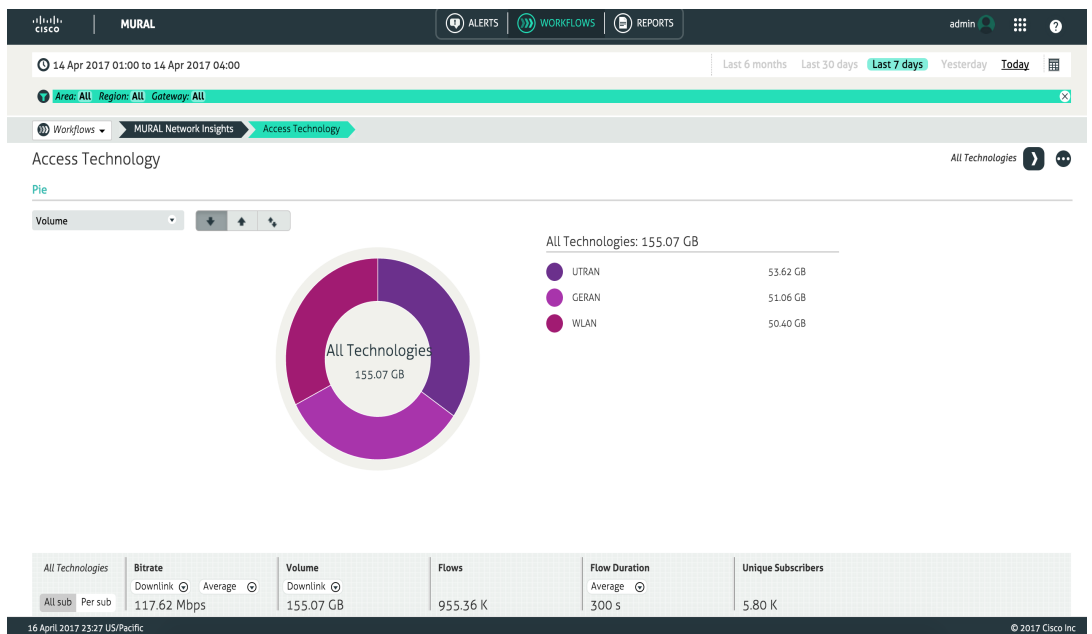 cisco
MURAL
ALERTS
WORKFLOWS
REPORTS
admin
?
14 Apr 2017 01:00 to 14 Apr 2017 04:00
Last 6 months Last 30 days Last 7 days Yesterday Today
Area: All Region: All Gateway: All
Workflows
MURAL Network Insights
Access Technology
Access Technology
All Technologies
Pie
Volume
All Technologies: 155.07 GB
UTRAN 53.62 GB
GERAN 51.06 GB
WLAN 50.40 GB
All Technologies
155.07 GB
All Technologies
All sub Per sub
Bitrate
Downlink Average
117.62 Mbps
Volume
Downlink
155.07 GB
Flows
955.36 K
Flow Duration
Average
300 s
Unique Subscribers
5.80 K
16 April 2017 23:27 US/Pacific
© 2017 Cisco Inc